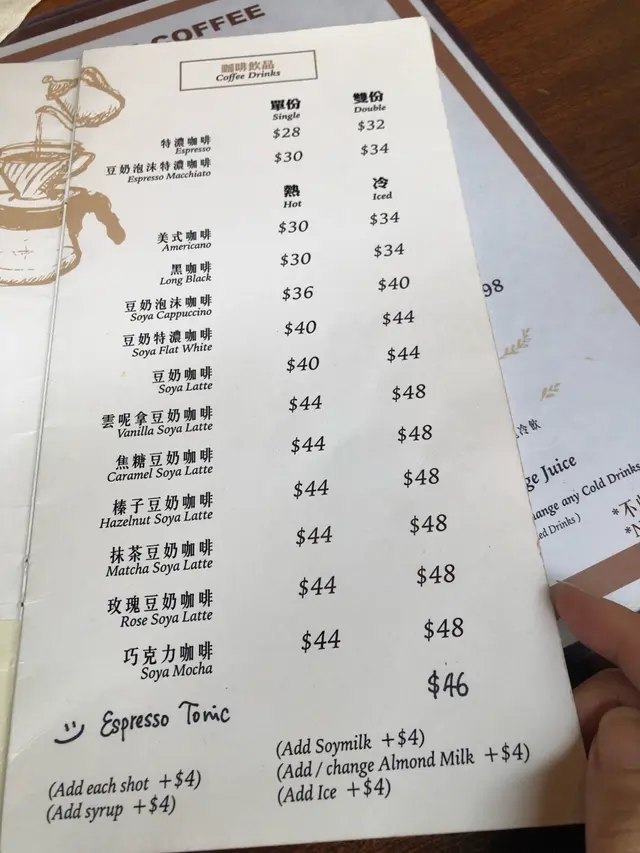 COFFEE
咖啡飲品
Coffee Drinks
單份 雙份
Single Double
特濃咖啡 $28 $32
Espresso
豆奶泡沫特濃咖啡 $30 $34
Espresso Macchiato
熱 冷
Hot Iced
美式咖啡 $30 $34
Americano
黑咖啡 $30 $34
Long Black
豆奶泡沫咖啡 $36 $40
Soya Cappuccino
豆奶特濃咖啡 $40 $44
Soya Flat White
豆奶咖啡 $40 $44
Soya Latte
雲呢拿豆奶咖啡 $44 $48
Vanilla Soya Latte
焦糖豆奶咖啡 $44 $48
Caramel Soya Latte
榛子豆奶咖啡 $44 $48
Hazelnut Soya Latte
抹茶豆奶咖啡 $44 $48
Matcha Soya Latte
玫瑰豆奶咖啡 $44 $48
Rose Soya Latte
巧克力咖啡 $44 $48
Soya Mocha
Espresso Tonic $46
(Add each shot +$4)
(Add syrup +$4)
(Add Soymilk +$4)
(Add / change Almond Milk +$4)
(Add Ice +$4)
98
冷飲
ge Juice
ange any Cold Drinks
ed Drinks)
*不